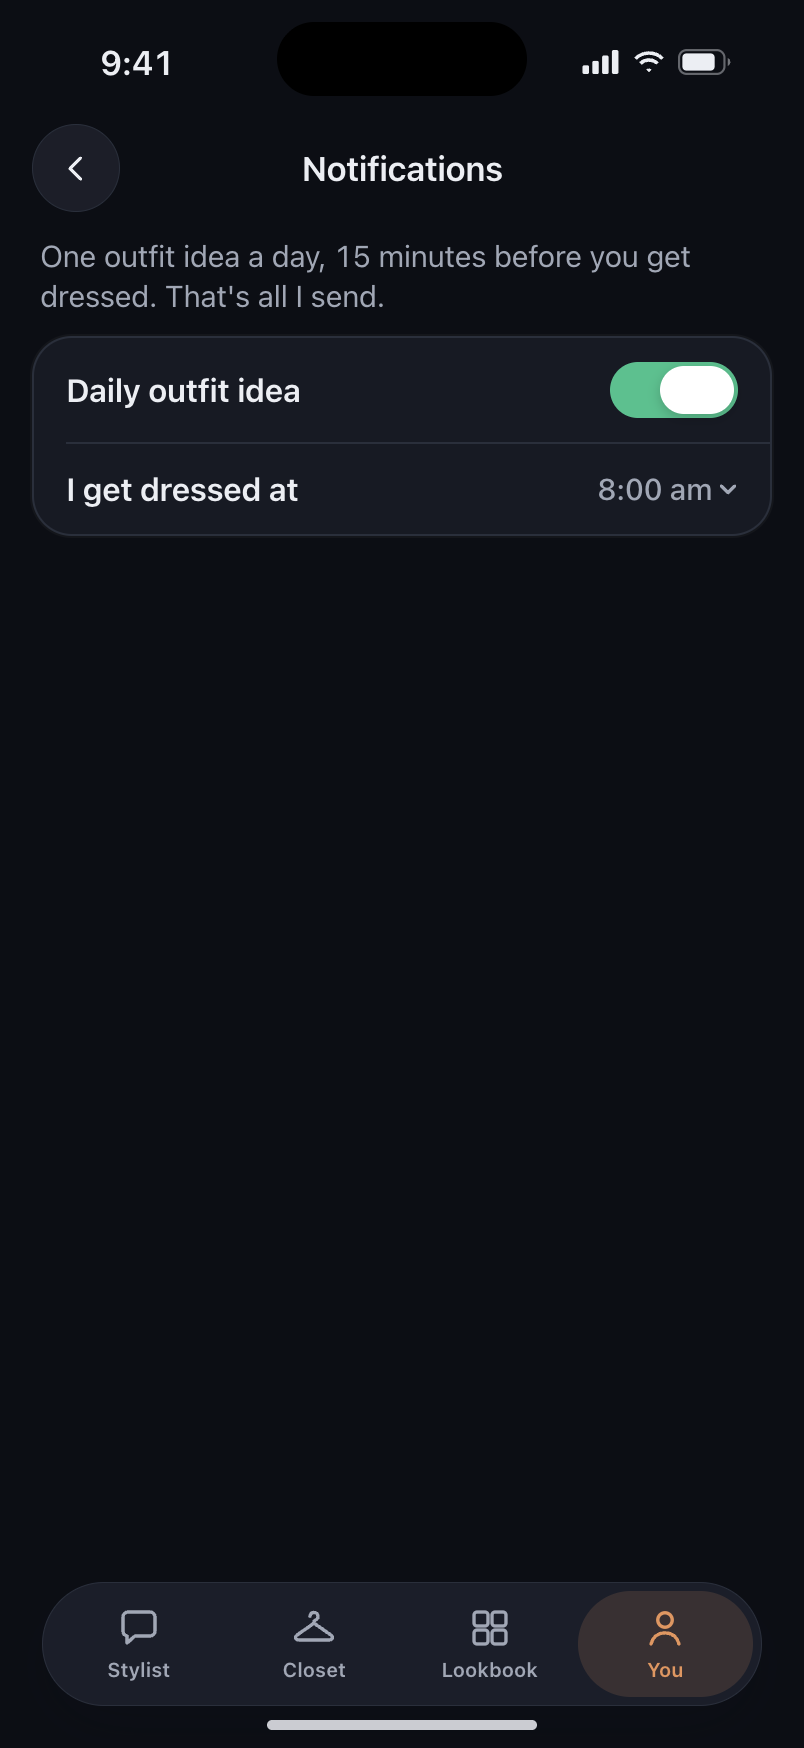 9:41
Notifications
One outfit idea a day, 15 minutes before you get
dressed. That's all I send.
Daily outfit idea
I get dressed at
8:00 am
Stylist
Closet
Lookbook
You